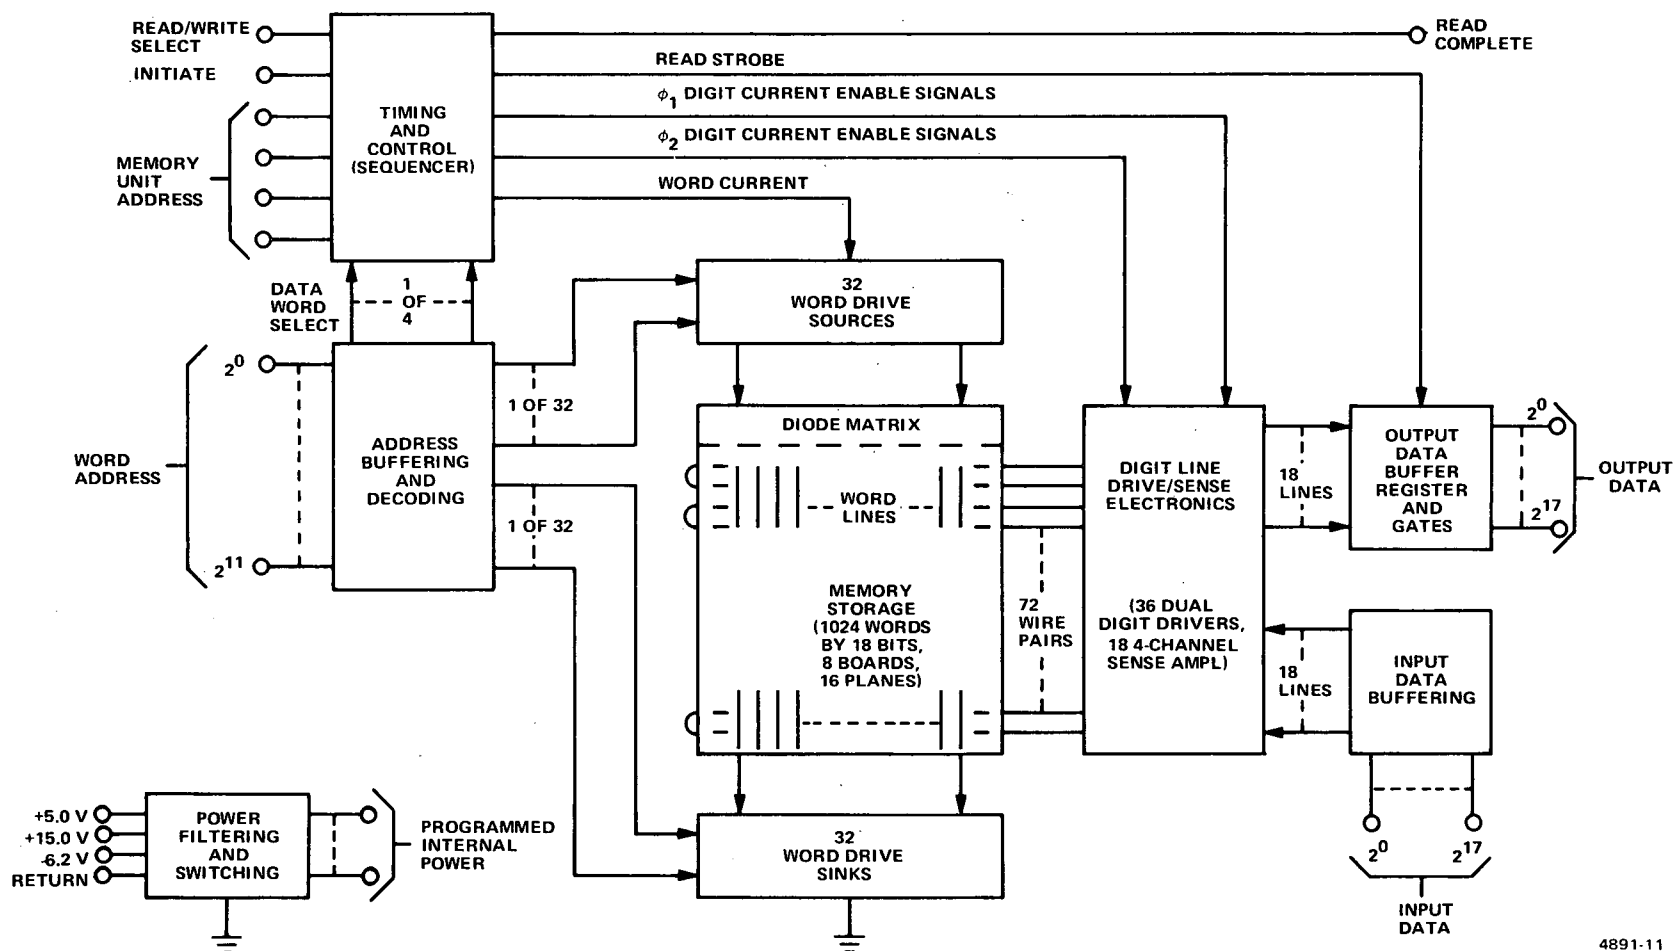 READ/WRITE
SELECT
INITIATE
MEMORY
UNIT
ADDRESS
TIMING
AND
CONTROL
(SEQUENCER)
READ
COMPLETE
READ STROBE
ϕ1 DIGIT CURRENT ENABLE SIGNALS
ϕ2 DIGIT CURRENT ENABLE SIGNALS
WORD CURRENT
DATA
WORD
SELECT
1
OF
4
32
WORD DRIVE
SOURCES
WORD
ADDRESS
2^0
2^11
ADDRESS
BUFFERING
AND
DECODING
1 OF 32
1 OF 32
DIODE MATRIX
WORD
LINES
MEMORY
STORAGE
(1024 WORDS
BY 18 BITS,
8 BOARDS,
16 PLANES)
72
WIRE
PAIRS
DIGIT LINE
DRIVE/SENSE
ELECTRONICS
(36 DUAL
DIGIT DRIVERS,
18 4-CHANNEL
SENSE AMPL)
18
LINES
OUTPUT
DATA
BUFFER
REGISTER
AND
GATES
2^0
2^17
OUTPUT
DATA
18
LINES
INPUT
DATA
BUFFERING
2^0
2^17
INPUT
DATA
+5.0 V
+15.0 V
-6.2 V
RETURN
POWER
FILTERING
AND
SWITCHING
PROGRAMMED
INTERNAL
POWER
32
WORD DRIVE
SINKS
4891-11